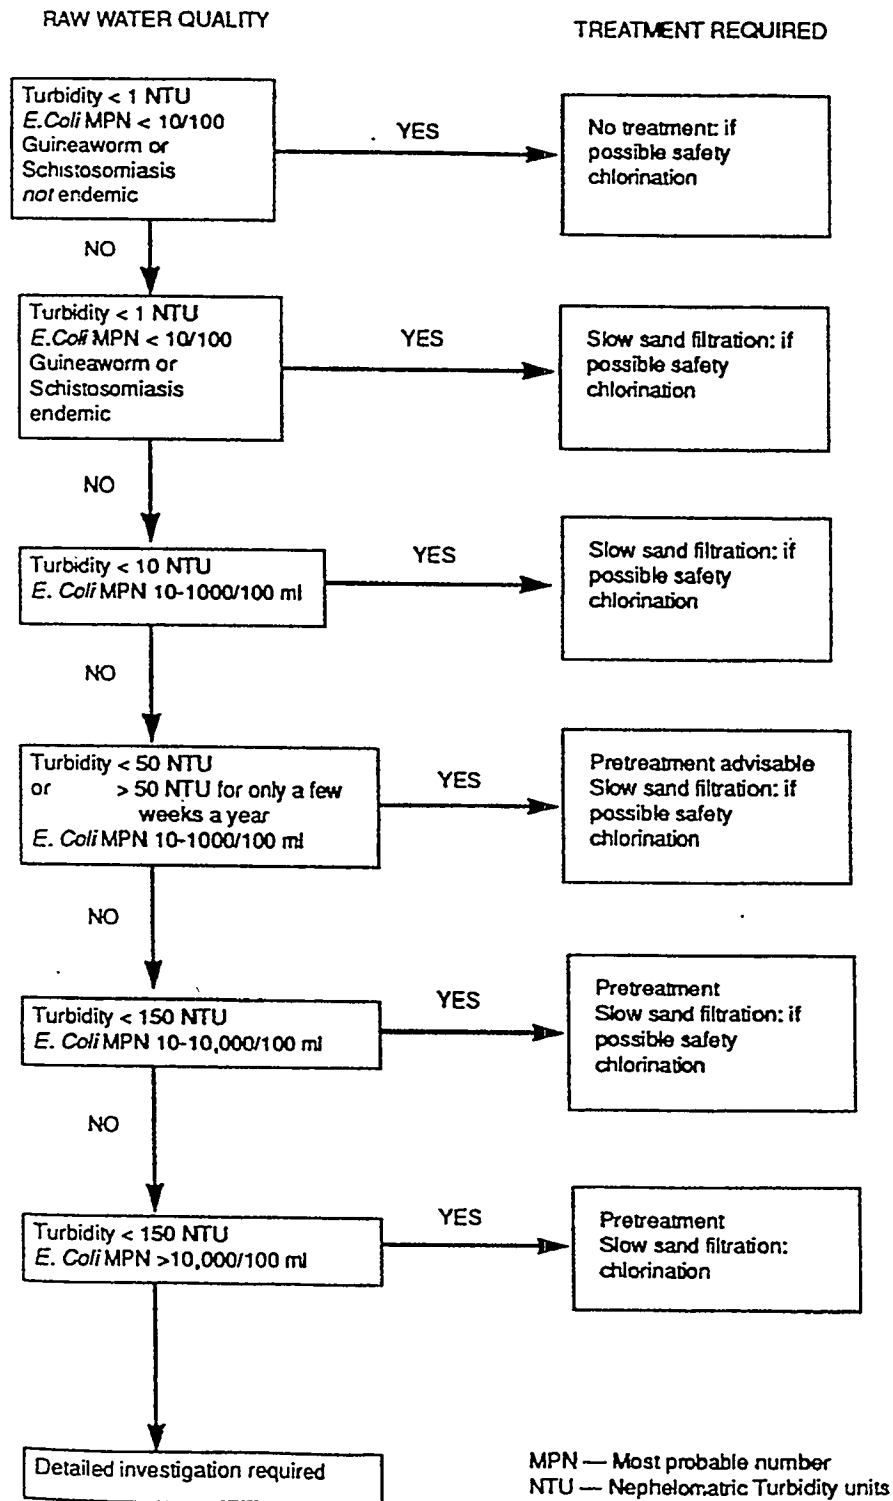 RAW WATER QUALITY
TREATMENT REQUIRED
Turbidity < 1 NTU
E.Coli MPN < 10/100
Guineaworm or
Schistosomiasis
not endemic
YES
No treatment: if
possible safety
chlorination
NO
Turbidity < 1 NTU
E.Coli MPN < 10/100
Guineaworm or
Schistosomiasis
endemic
YES
Slow sand filtration: if
possible safety
chlorination
NO
Turbidity < 10 NTU
E. Coli MPN 10-1000/100 ml
YES
Slow sand filtration: if
possible safety
chlorination
NO
Turbidity < 50 NTU
or > 50 NTU for only a few
weeks a year
E. Coli MPN 10-1000/100 ml
YES
Pretreatment advisable
Slow sand filtration: if
possible safety
chlorination
NO
Turbidity < 150 NTU
E. Coli MPN 10-10,000/100 ml
YES
Pretreatment
Slow sand filtration: if
possible safety
chlorination
NO
Turbidity < 150 NTU
E. Coli MPN >10,000/100 ml
YES
Pretreatment
Slow sand filtration:
chlorination
Detailed investigation required
MPN — Most probable number
NTU — Nephelomatric Turbidity units